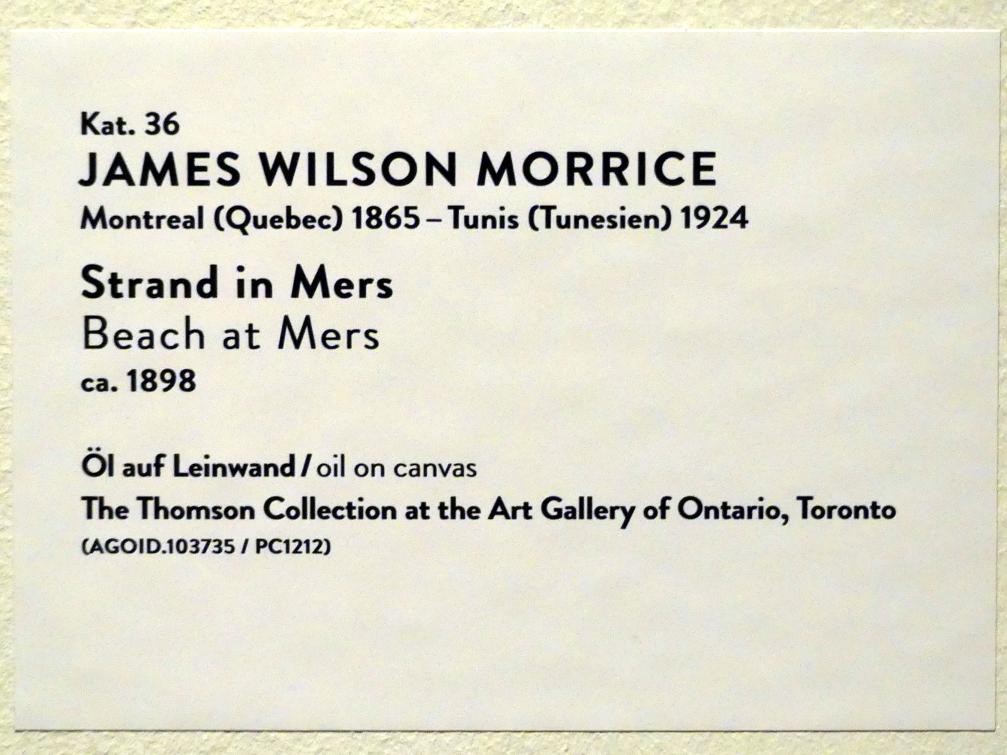 Kat. 36
JAMES WILSON MORRICE
Montreal (Quebec) 1865 – Tunis (Tunesien) 1924
Strand in Mers
Beach at Mers
ca. 1898
Öl auf Leinwand / oil on canvas
The Thomson Collection at the Art Gallery of Ontario, Toronto
(AGOID.103735 / PC1212)